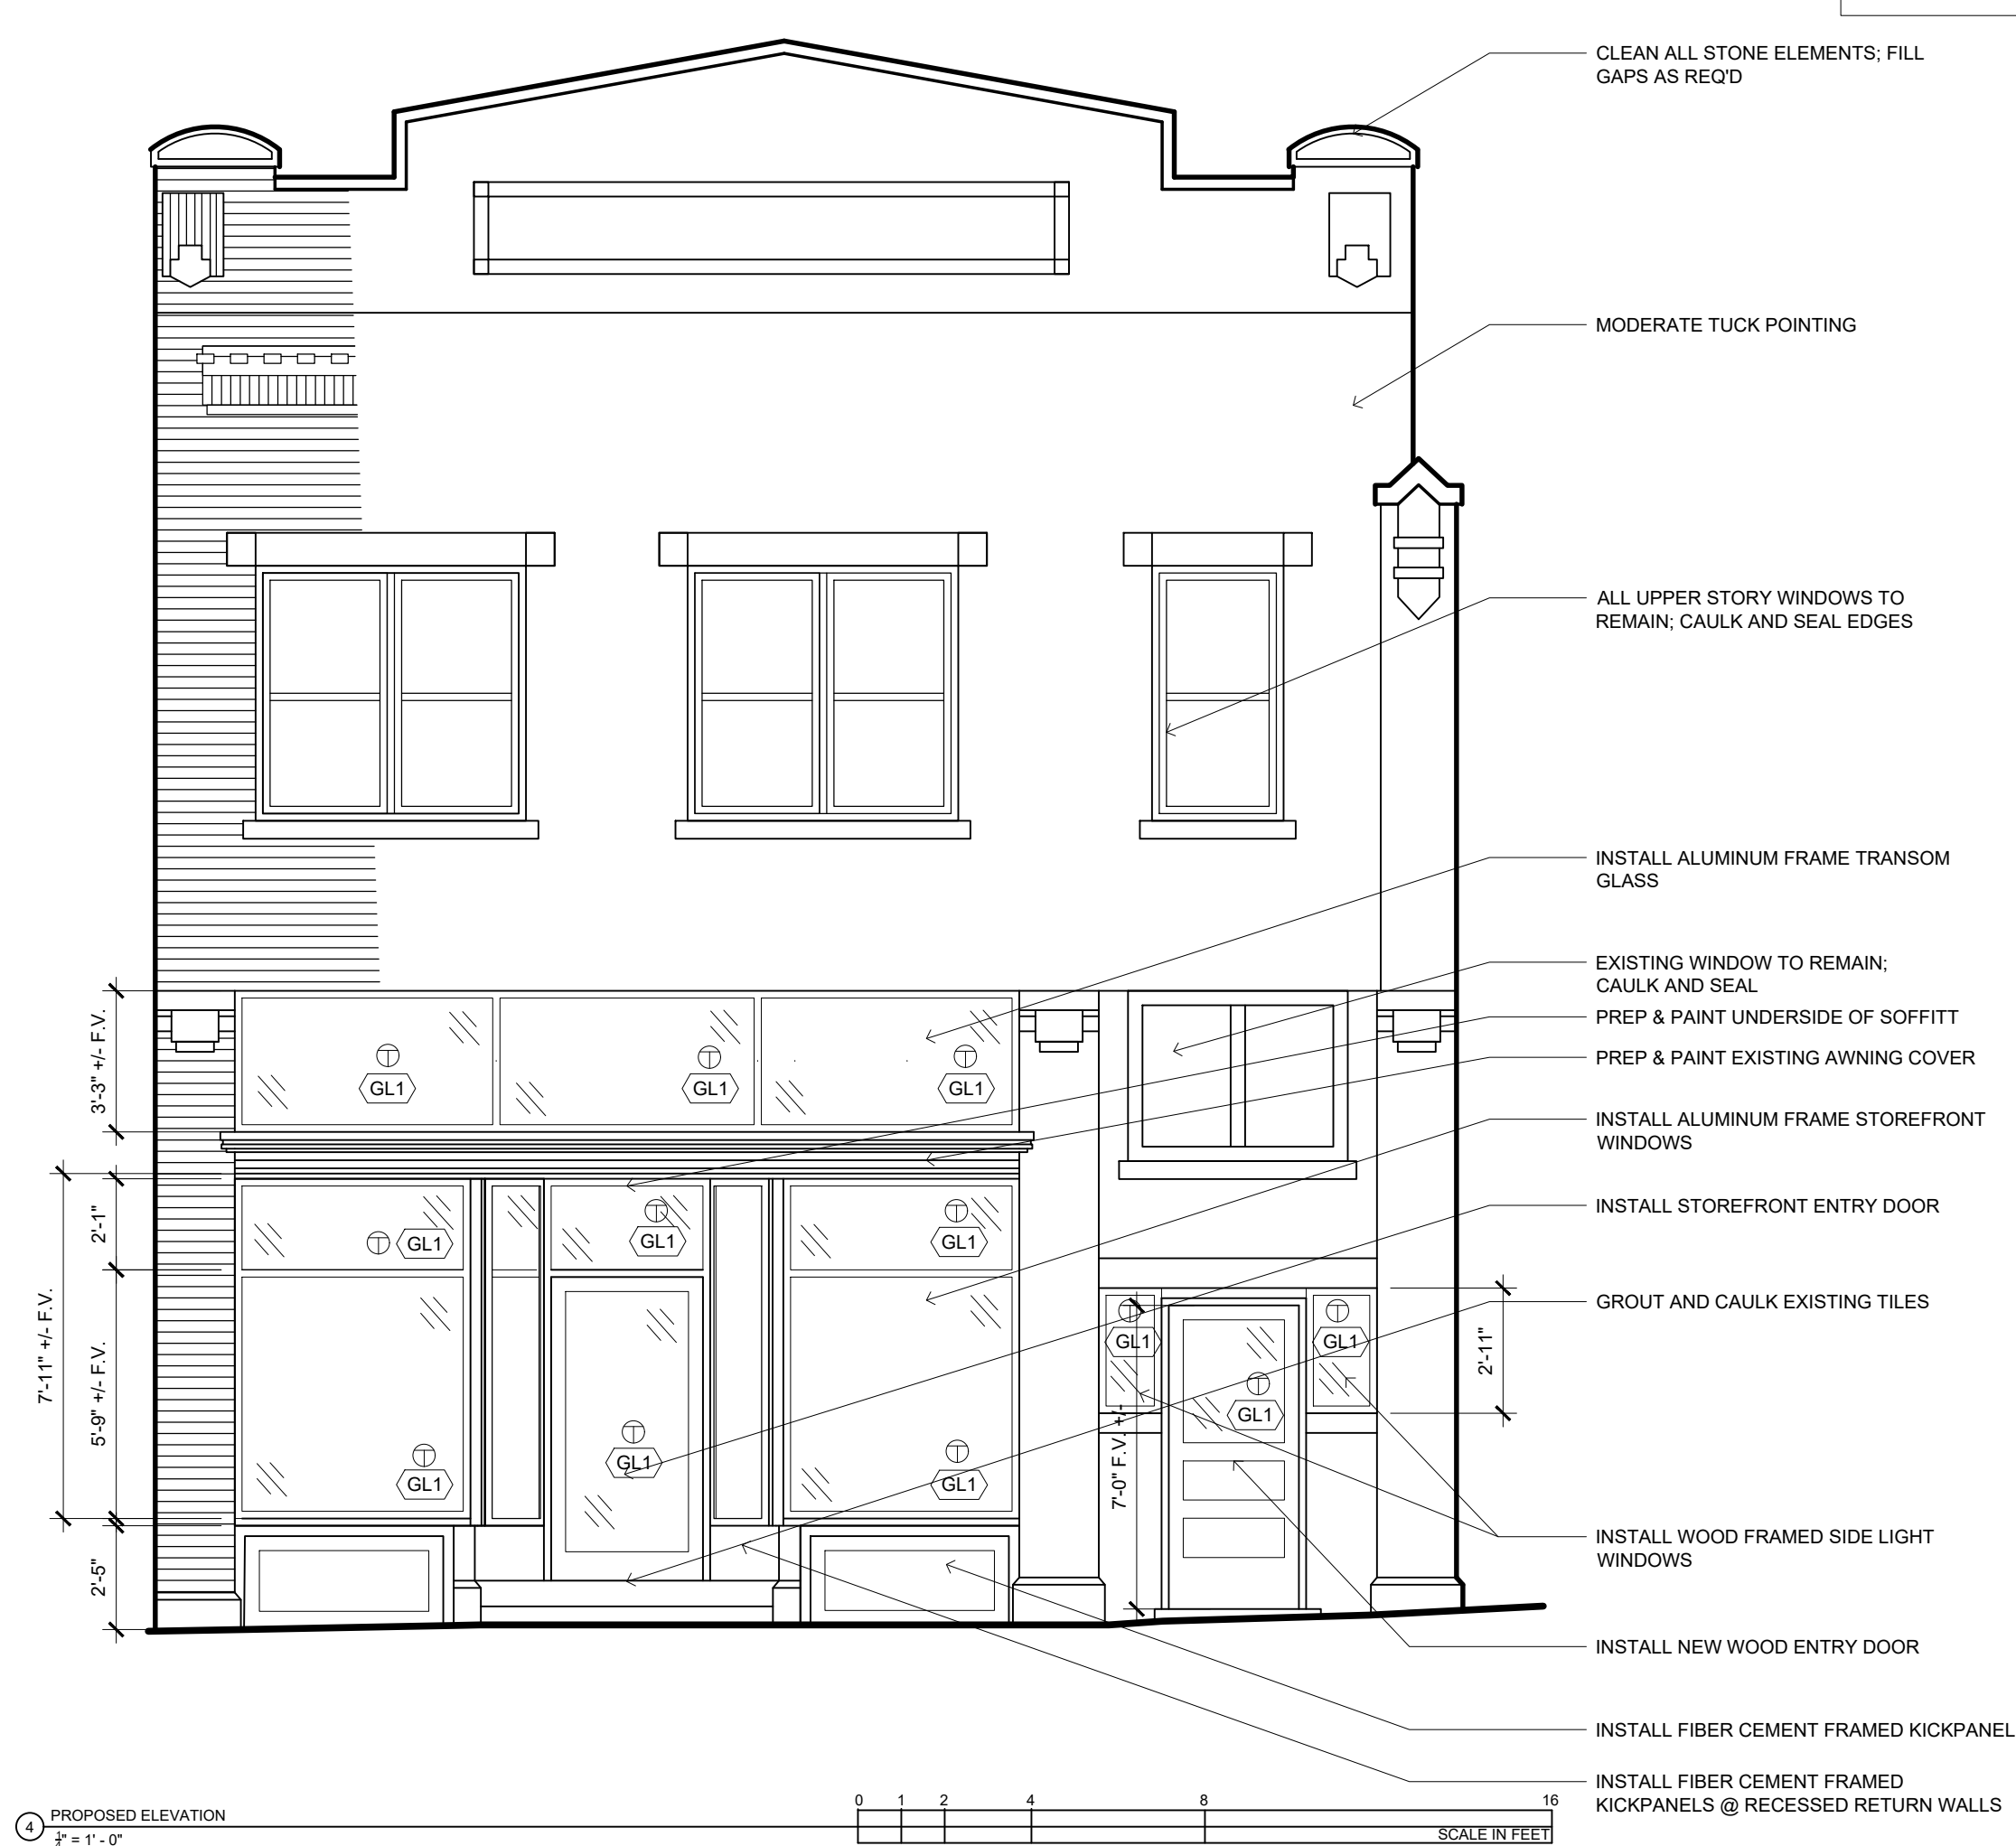 CLEAN ALL STONE ELEMENTS; FILL
GAPS AS REQ'D
MODERATE TUCK POINTING
ALL UPPER STORY WINDOWS TO
REMAIN; CAULK AND SEAL EDGES
INSTALL ALUMINUM FRAME TRANSOM
GLASS
EXISTING WINDOW TO REMAIN;
CAULK AND SEAL
PREP & PAINT UNDERSIDE OF SOFFITT
PREP & PAINT EXISTING AWNING COVER
INSTALL ALUMINUM FRAME STOREFRONT
WINDOWS
INSTALL STOREFRONT ENTRY DOOR
GROUT AND CAULK EXISTING TILES
INSTALL WOOD FRAMED SIDE LIGHT
WINDOWS
INSTALL NEW WOOD ENTRY DOOR
INSTALL FIBER CEMENT FRAMED KICKPANEL
INSTALL FIBER CEMENT FRAMED
KICKPANELS @ RECESSED RETURN WALLS
3'-3" +/- F.V.
2'-1"
7'-11" +/- F.V.
5'-9" +/- F.V.
2'-5"
T
GL1
T
GL1
T
GL1
T
GL1
T
GL1
T
GL1
T
GL1
T
GL1
T
GL1
T
GL1
T
GL1
T
GL1
7'-0" F.V. +/-
2'-11"
4
PROPOSED ELEVATION
1/4" = 1' - 0"
0 1 2 4 8 16
SCALE IN FEET